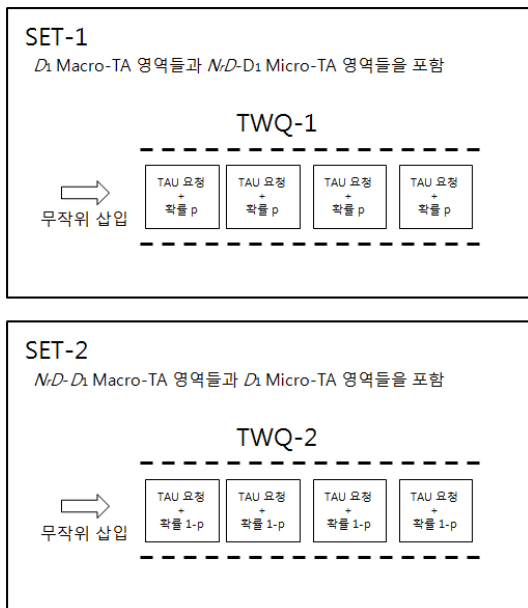 SET-1
D1 Macro-TA 영역들과 NrD-D1 Micro-TA 영역들을 포함
TWQ-1
TAU 요청 TAU 요청 TAU 요청 TAU 요청
+ + + +
확률 p 확률 p 확률 p 확률 p
무작위 삽입
SET-2
NrD-D1 Macro-TA 영역들과 D1 Micro-TA 영역들을 포함
TWQ-2
TAU 요청 TAU 요청 TAU 요청 TAU 요청
+ + + +
확률 1-p 확률 1-p 확률 1-p 확률 1-p
무작위 삽입